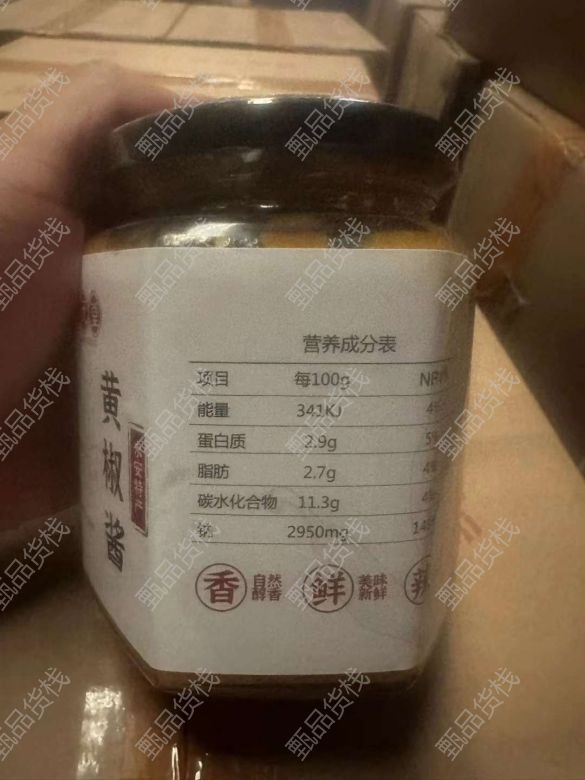 营养成分表
项目 每100g
能量 341KJ
蛋白质 2.9g
脂肪 2.7g
碳水化合物 11.3g
钠 2950mg
香 自然醇香
鲜 美味新鲜
黄椒酱
甄品货栈